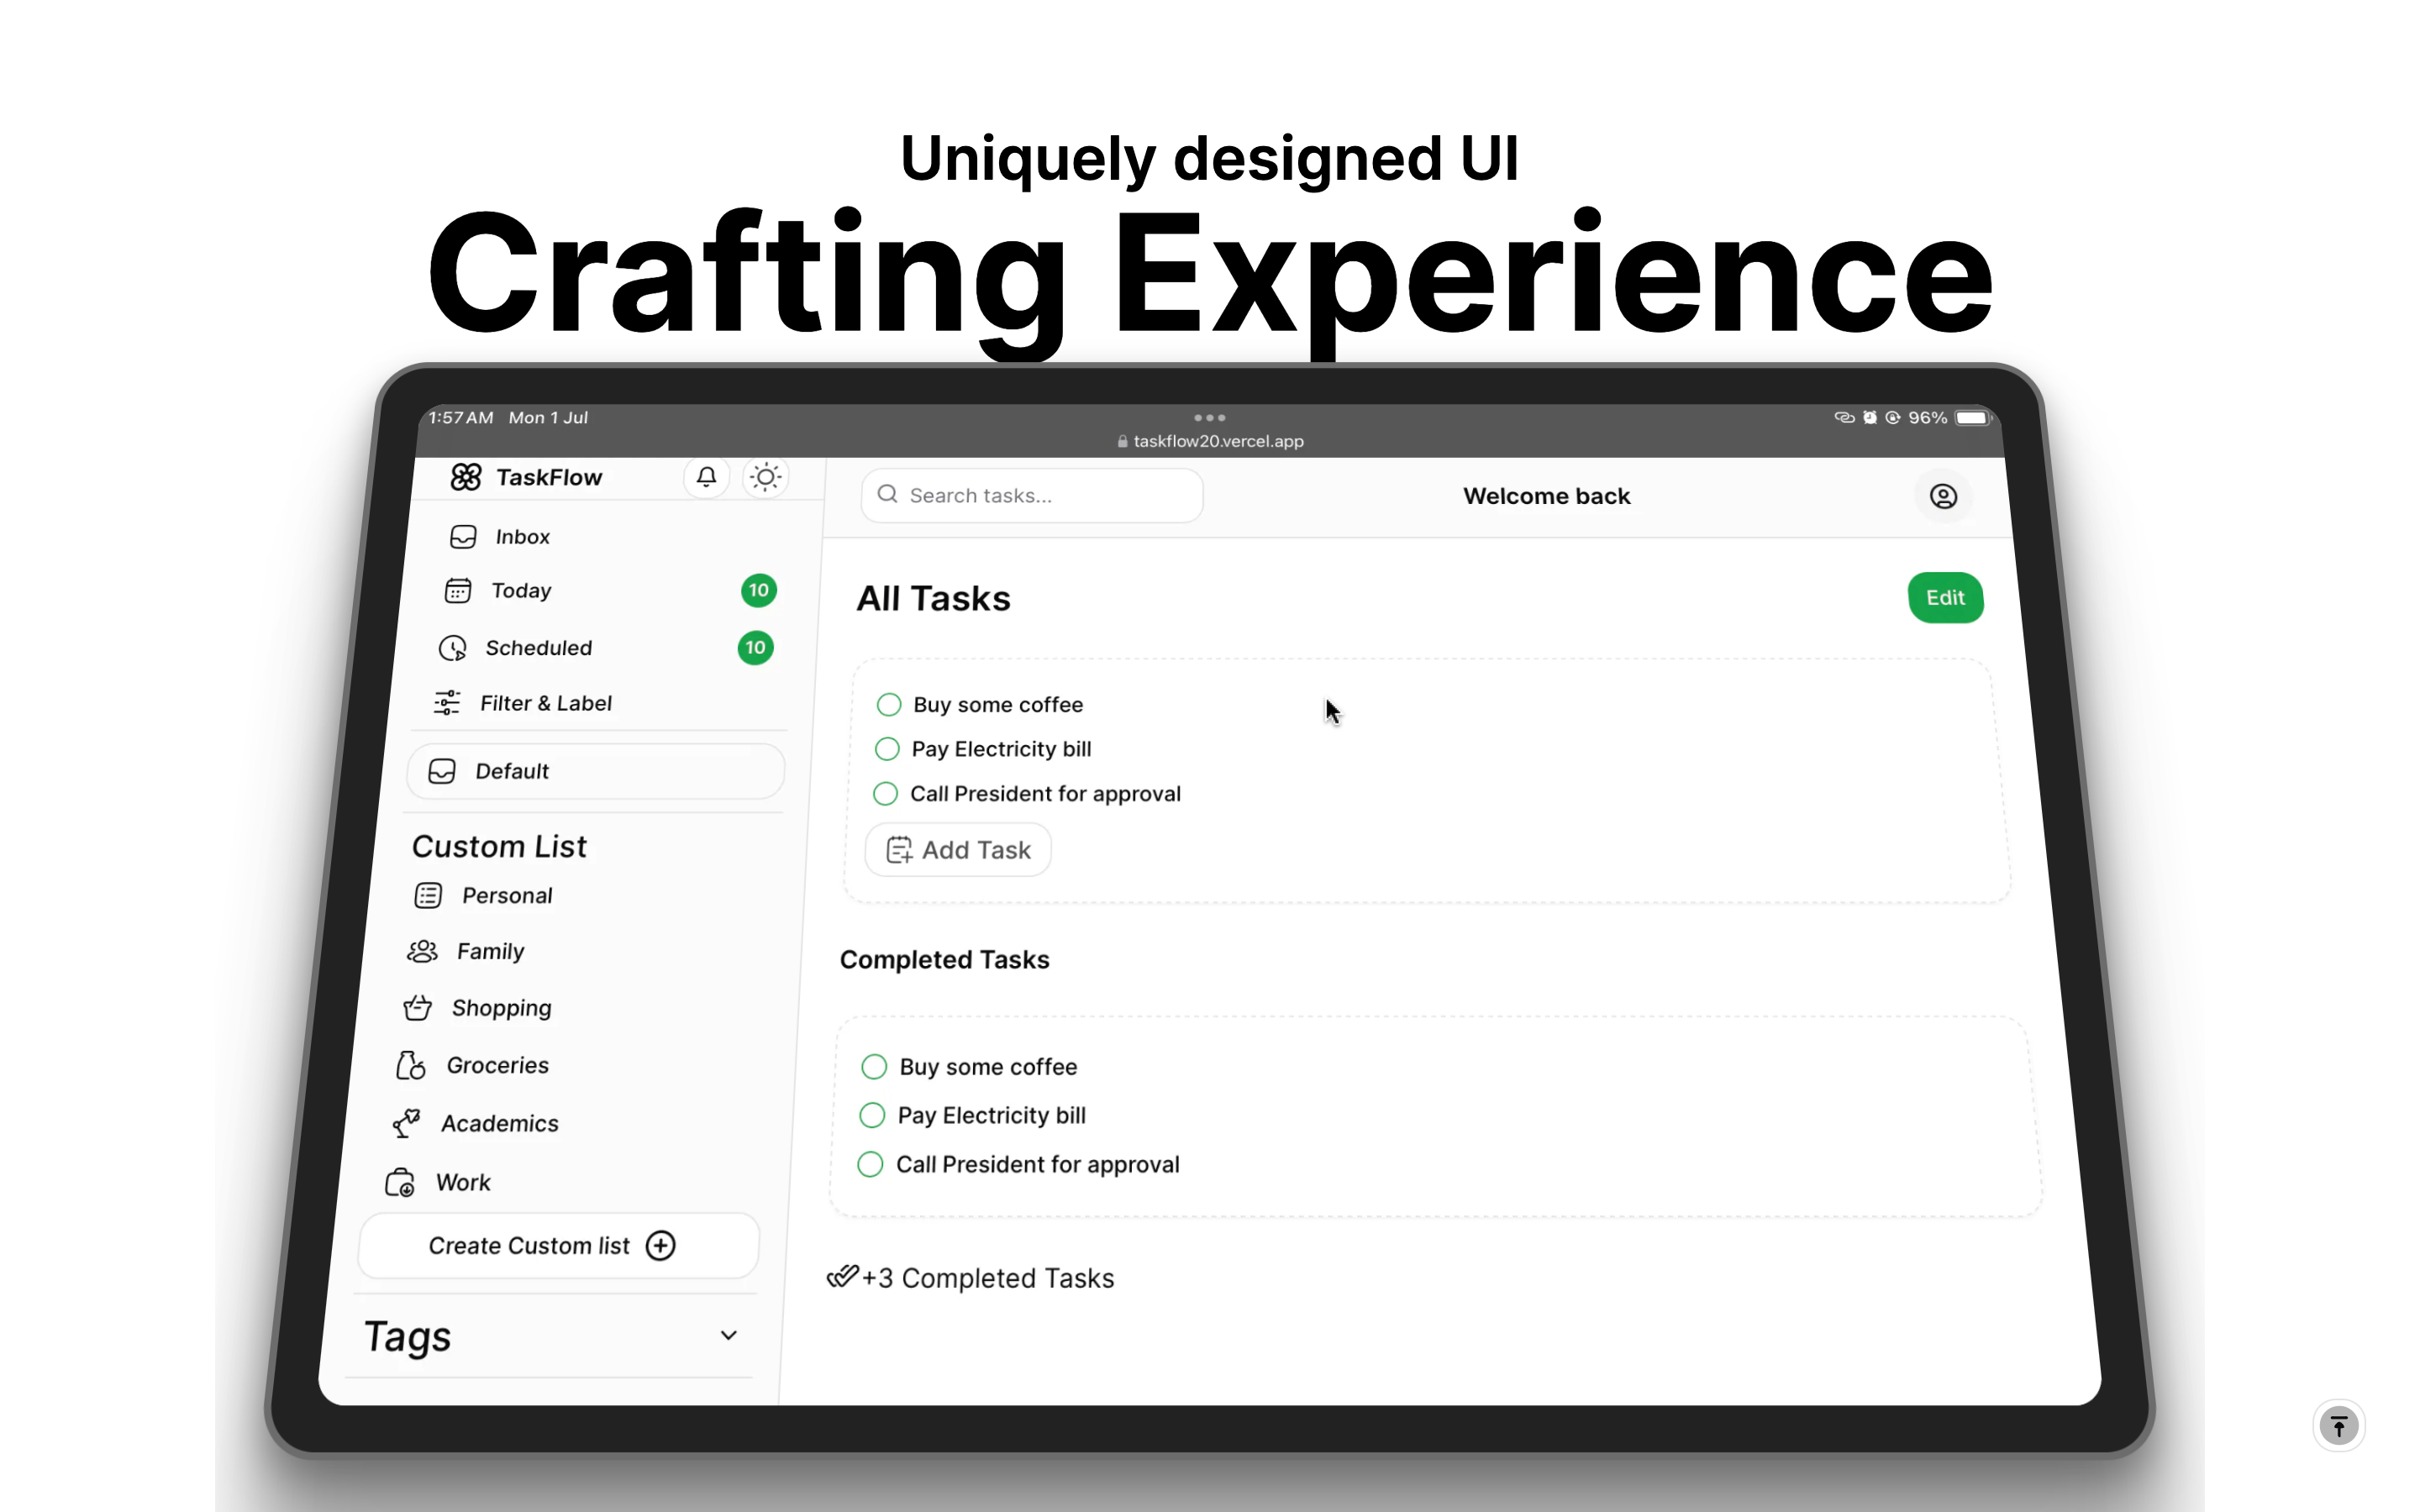 Uniquely designed UI
Crafting Experience
1:57 AM Mon 1 Jul
96%
taskflow20.vercel.app
TaskFlow
Search tasks...
Welcome back
Inbox
Today 10
Scheduled 10
Filter & Label
Default
Custom List
Personal
Family
Shopping
Groceries
Academics
Work
Create Custom list
Tags
All Tasks
Edit
Buy some coffee
Pay Electricity bill
Call President for approval
Add Task
Completed Tasks
Buy some coffee
Pay Electricity bill
Call President for approval
+3 Completed Tasks